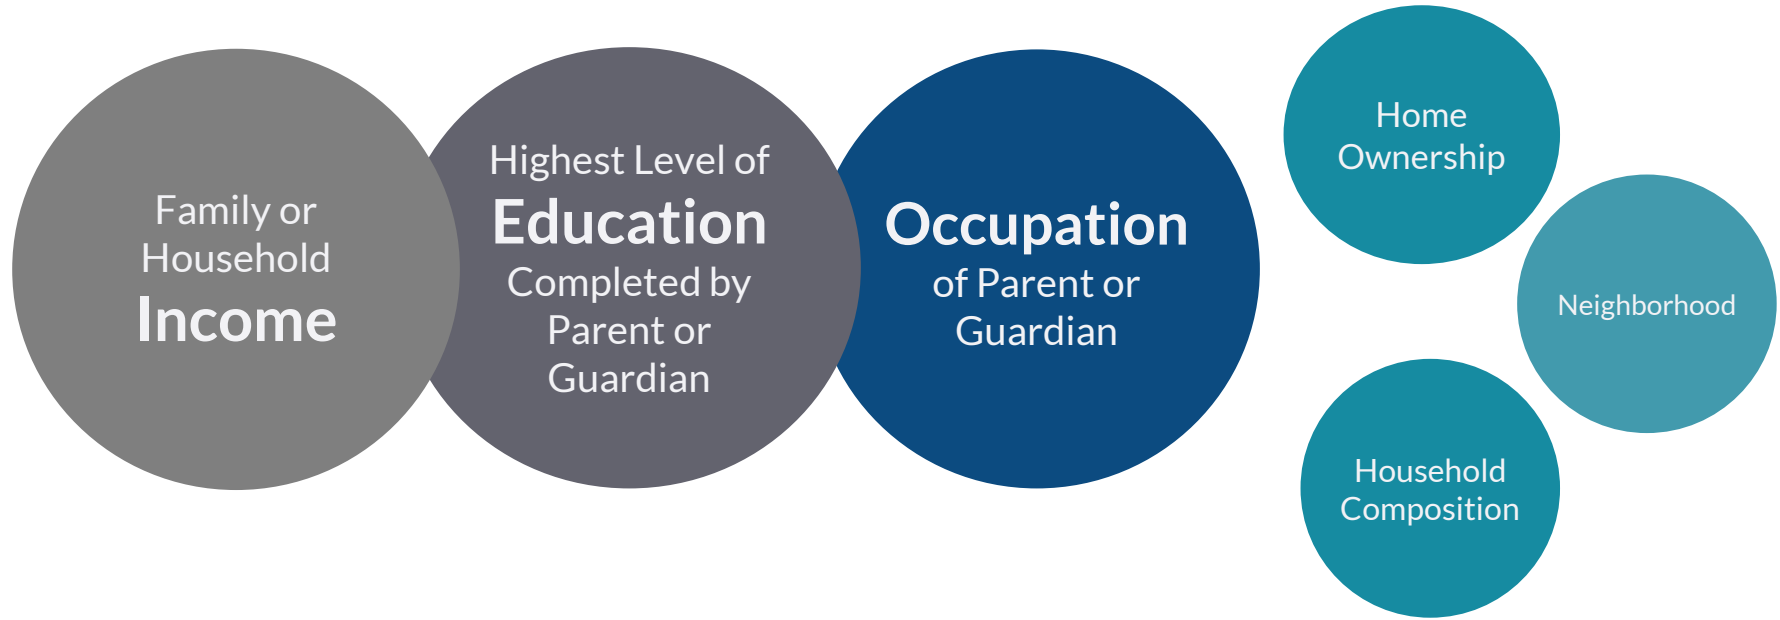 Family or
Household
Income
Highest Level of
Education
Completed by
Parent or
Guardian
Occupation
of Parent or
Guardian
Home
Ownership
Neighborhood
Household
Composition